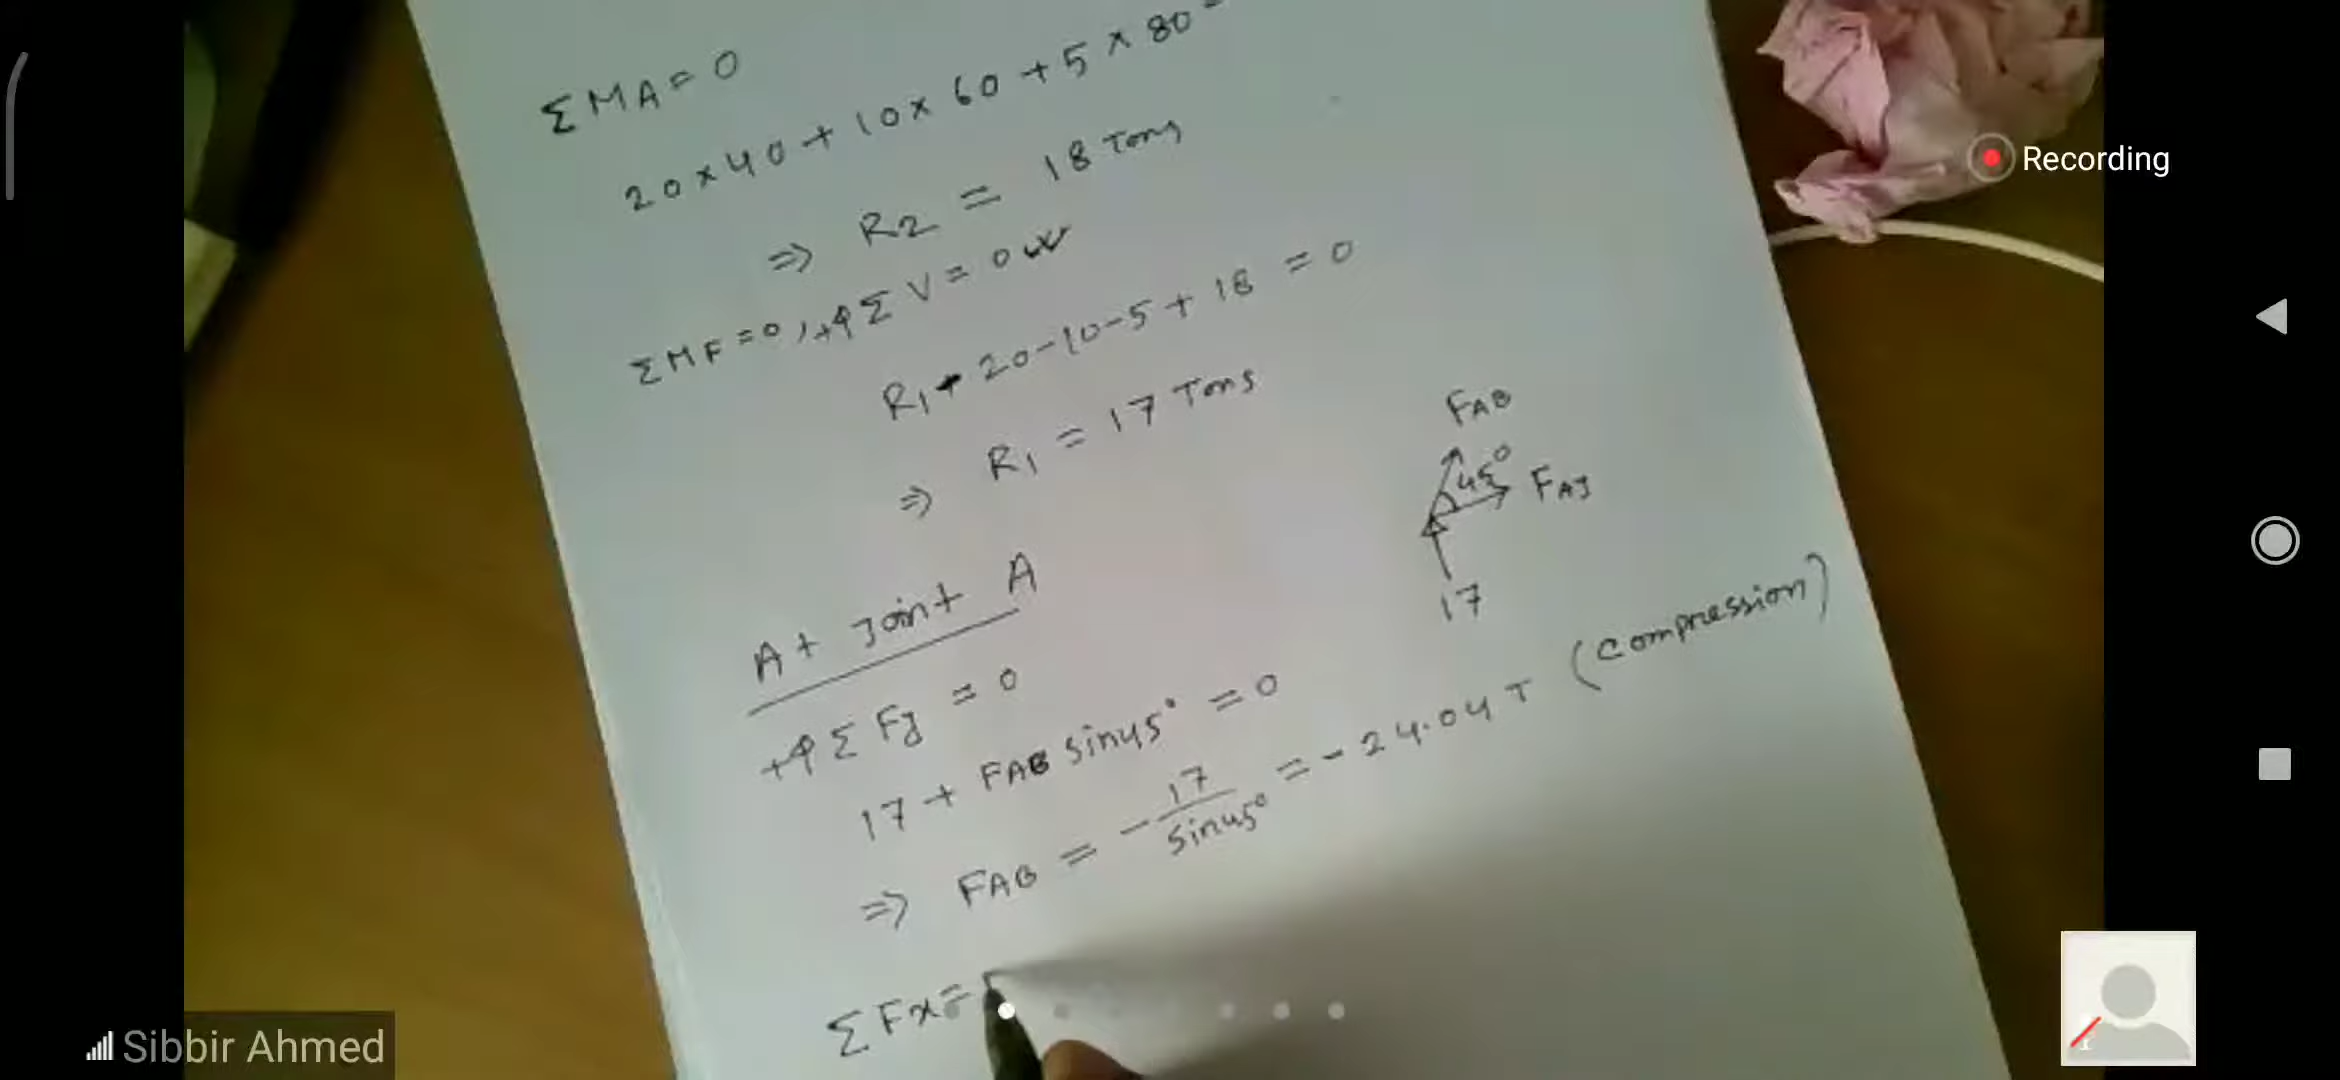 ΣMA=0
20×40+10×60+5×80-
⇒ R2 = 18 Tons
ΣMF=0,+↑ΣV=0
R1-20-10-5+18=0
⇒ R1=17 Tons
FAB
45°
FAJ
17
At Joint A
+↑ΣFy=0
17+FAB sin45°=0
⇒ FAB = -17/sin45° = -24.04T (compression)
ΣFx=
Recording
Sibbir Ahmed